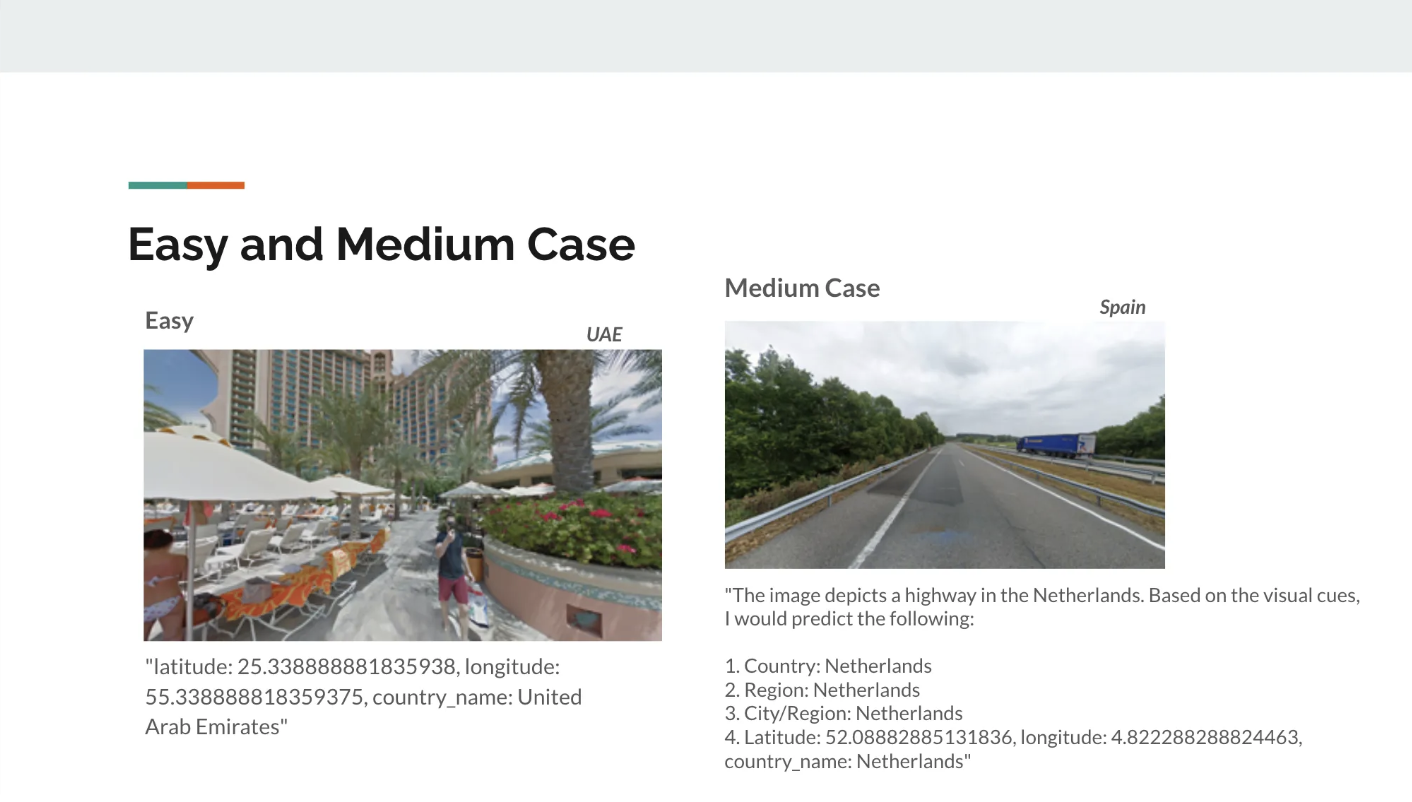 Easy and Medium Case
Easy
UAE
"latitude: 25.338888881835938, longitude:
55.338888818359375, country_name: United
Arab Emirates"
Medium Case
Spain
"The image depicts a highway in the Netherlands. Based on the visual cues,
I would predict the following:
1. Country: Netherlands
2. Region: Netherlands
3. City/Region: Netherlands
4. Latitude: 52.08882885131836, longitude: 4.822288288824463,
country_name: Netherlands"